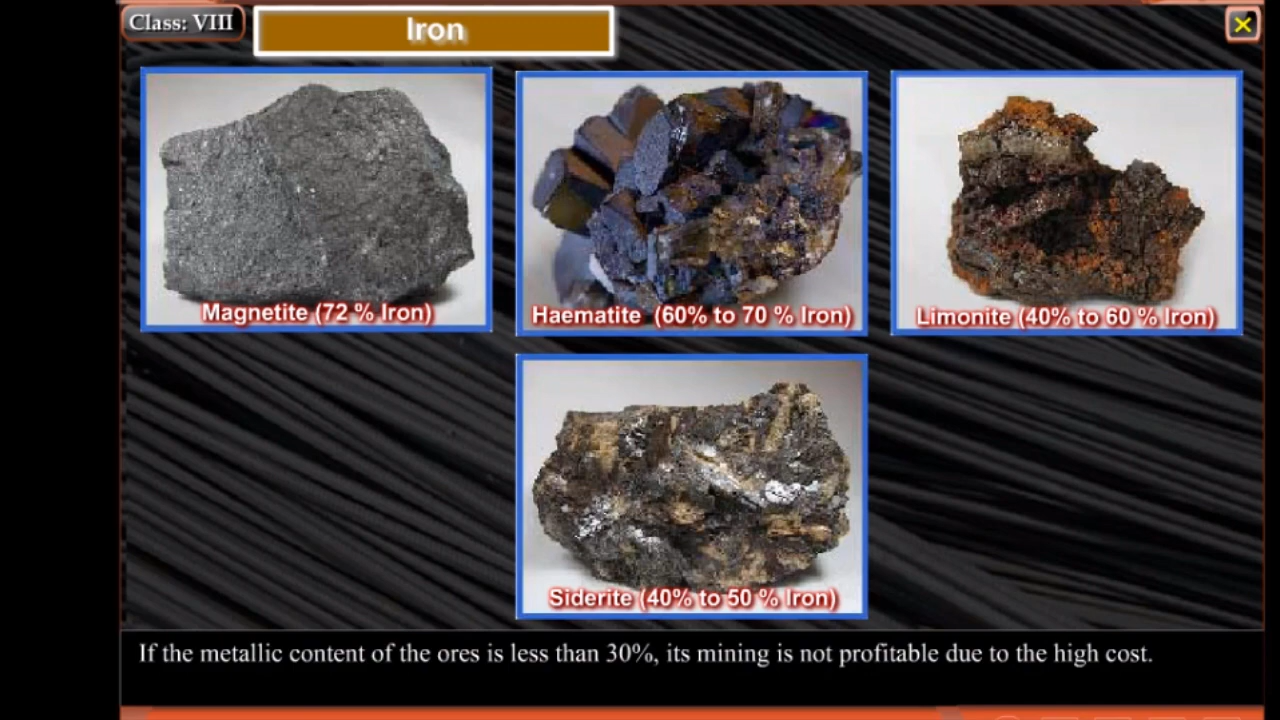 Class: VIII
Iron
Magnetite (72 % Iron)
Haematite (60% to 70 % Iron)
Limonite (40% to 60 % Iron)
Siderite (40% to 50 % Iron)
If the metallic content of the ores is less than 30%, its mining is not profitable due to the high cost.